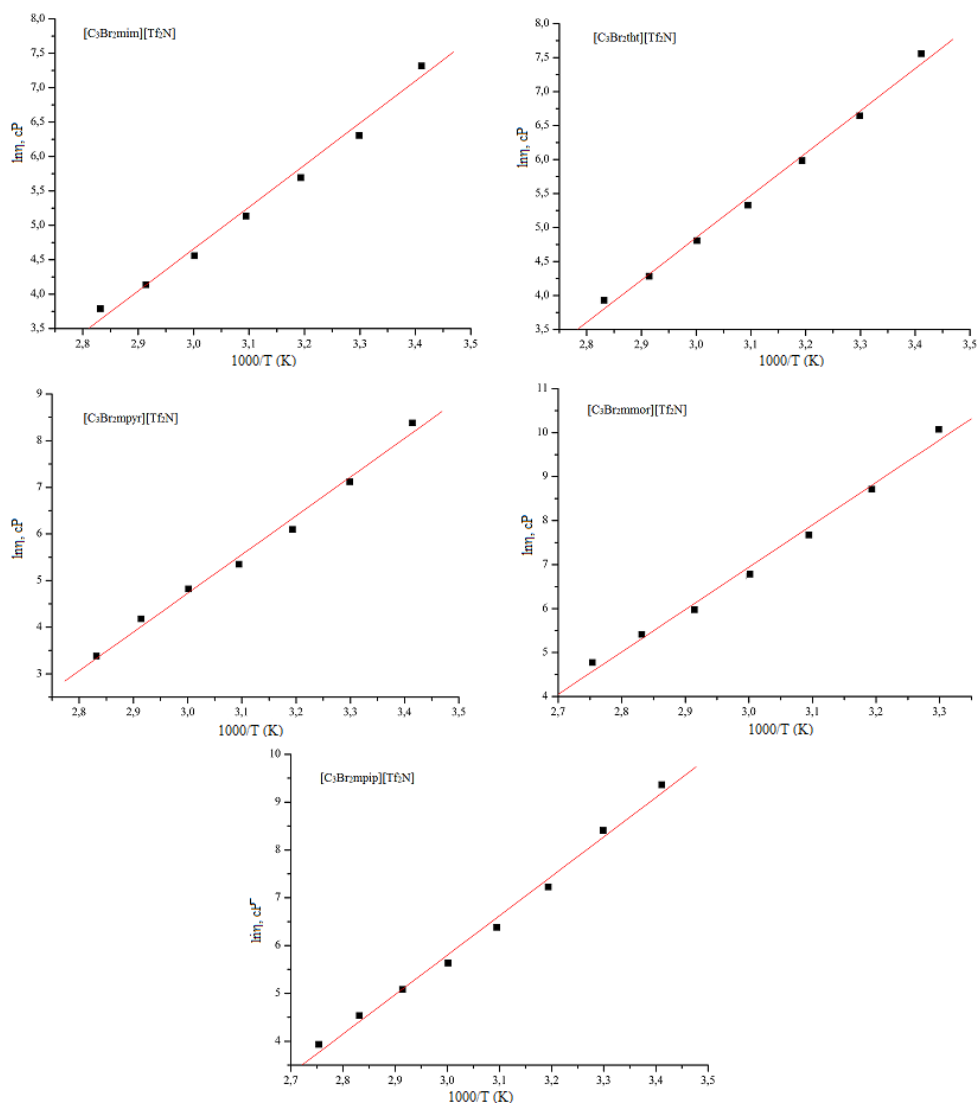 [C₃Br₂mim][Tf₂N]
8,0
7,5
7,0
6,5
6,0
5,5
5,0
4,5
4,0
3,5
lnη, cP
2,8 2,9 3,0 3,1 3,2 3,3 3,4 3,5
1000/T (K)
[C₃Br₂tht][Tf₂N]
8,0
7,5
7,0
6,5
6,0
5,5
5,0
4,5
4,0
3,5
lnη, cP
2,8 2,9 3,0 3,1 3,2 3,3 3,4 3,5
1000/T (K)
[C₃Br₂mpyr][Tf₂N]
9
8
7
6
5
4
3
lnη, cP
2,8 2,9 3,0 3,1 3,2 3,3 3,4 3,5
1000/T (K)
[C₃Br₂mmor][Tf₂N]
11
10
9
8
7
6
5
4
lnη, cP
2,7 2,8 2,9 3,0 3,1 3,2 3,3
1000/T (K)
[C₃Br₂mpip][Tf₂N]
10
9
8
7
6
5
4
lnη, cP
2,7 2,8 2,9 3,0 3,1 3,2 3,3 3,4 3,5
1000/T (K)